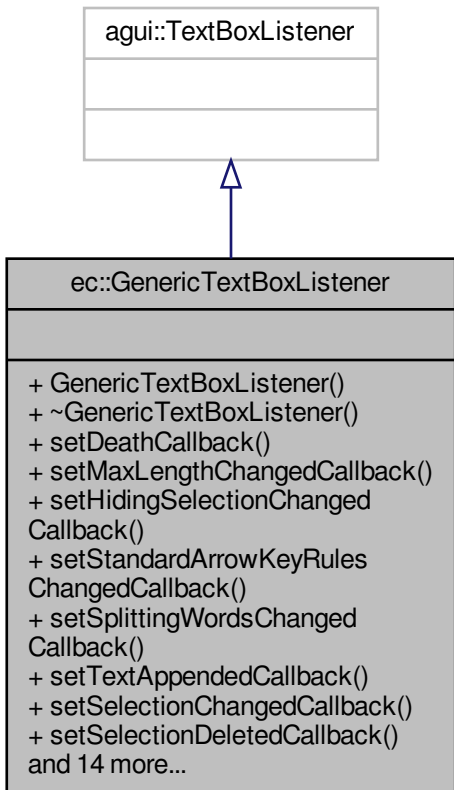 agui::TextBoxListener
ec::GenericTextBoxListener
+ GenericTextBoxListener()
+ ~GenericTextBoxListener()
+ setDeathCallback()
+ setMaxLengthChangedCallback()
+ setHidingSelectionChanged
Callback()
+ setStandardArrowKeyRules
ChangedCallback()
+ setSplittingWordsChanged
Callback()
+ setTextAppendedCallback()
+ setSelectionChangedCallback()
+ setSelectionDeletedCallback()
and 14 more...